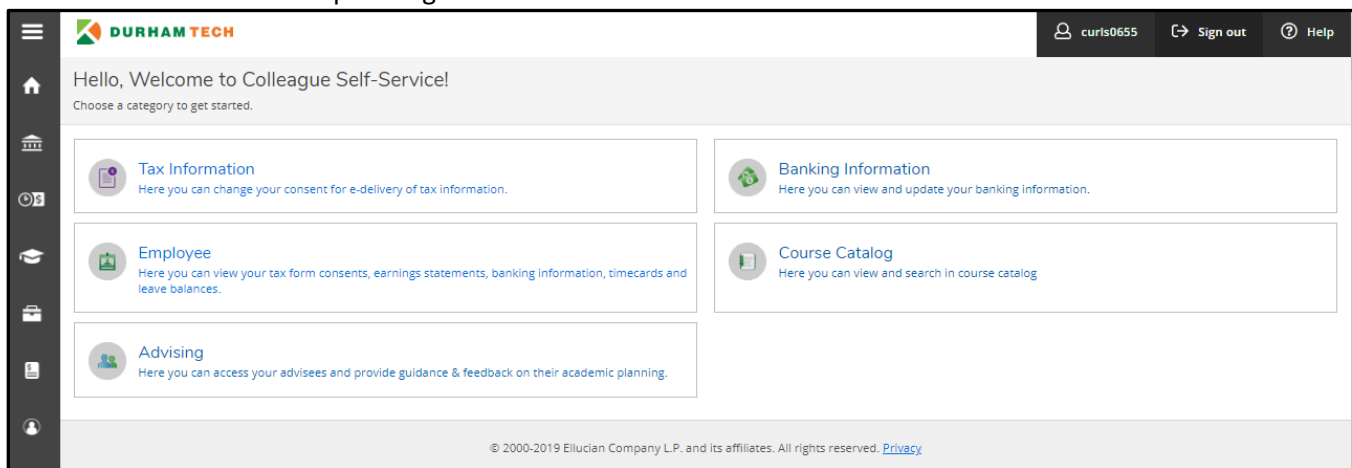 DURHAM TECH
curls0655
Sign out
Help
Hello, Welcome to Colleague Self-Service!
Choose a category to get started.
Tax Information
Here you can change your consent for e-delivery of tax information.
Banking Information
Here you can view and update your banking information.
Employee
Here you can view your tax form consents, earnings statements, banking information, timecards and
leave balances.
Course Catalog
Here you can view and search in course catalog
Advising
Here you can access your advisees and provide guidance & feedback on their academic planning.
© 2000-2019 Ellucian Company L.P. and its affiliates. All rights reserved. Privacy